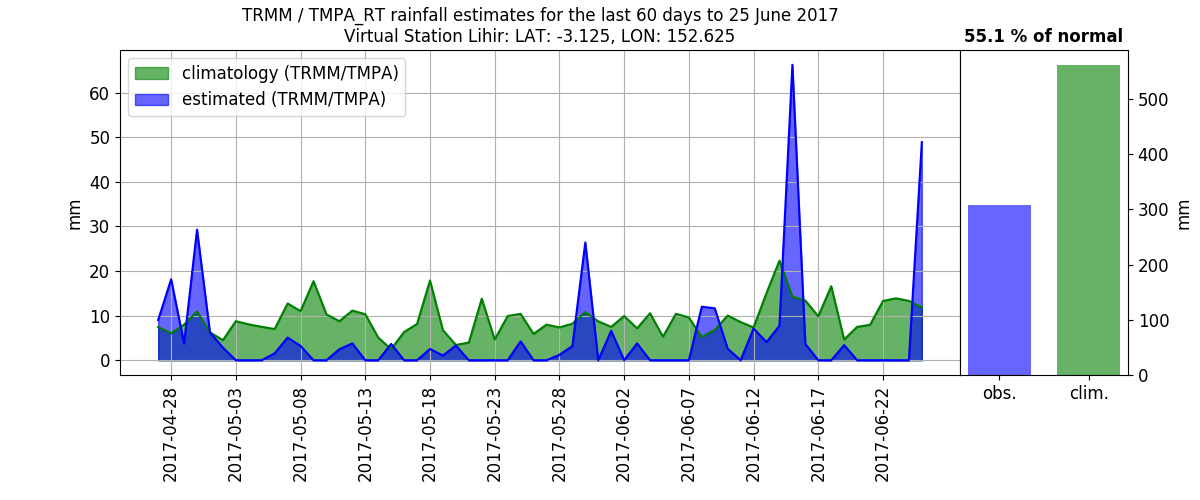 TRMM / TMPA_RT rainfall estimates for the last 60 days to 25 June 2017
Virtual Station Lihir: LAT: -3.125, LON: 152.625
55.1 % of normal
climatology (TRMM/TMPA)
estimated (TRMM/TMPA)
mm
60
50
40
30
20
10
0
2017-04-28
2017-05-03
2017-05-08
2017-05-13
2017-05-18
2017-05-23
2017-05-28
2017-06-02
2017-06-07
2017-06-12
2017-06-17
2017-06-22
500
400
300
200
100
0
mm
obs.
clim.